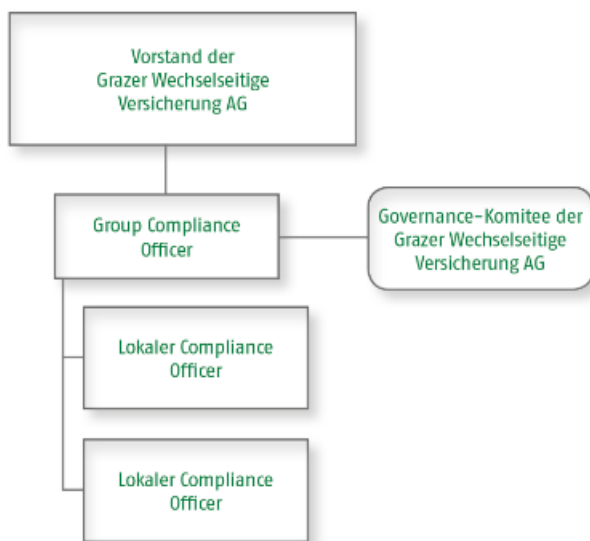 Vorstand der
Grazer Wechselseitige
Versicherung AG
Group Compliance
Officer
Governance-Komitee der
Grazer Wechselseitige
Versicherung AG
Lokaler Compliance
Officer
Lokaler Compliance
Officer